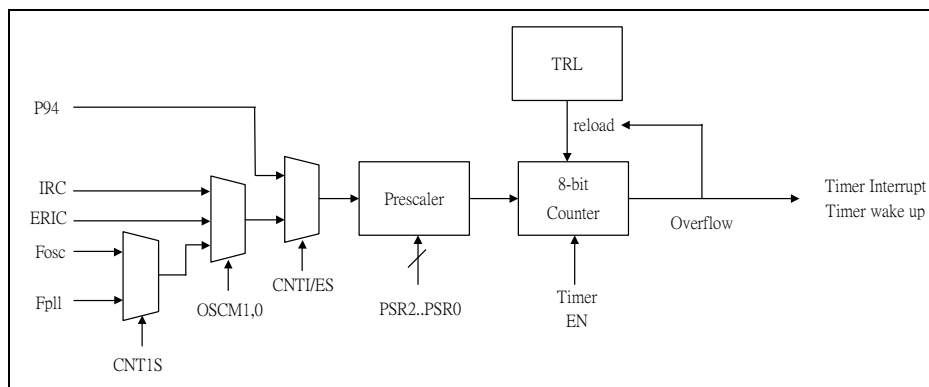 TRL
P94
reload
IRC
ERIC
Fosc
Fpll
Prescaler
8-bit
Counter
Overflow
Timer Interrupt
Timer wake up
CNTI/ES
OSCM1,0
CNT1S
PSR2..PSR0
Timer
EN